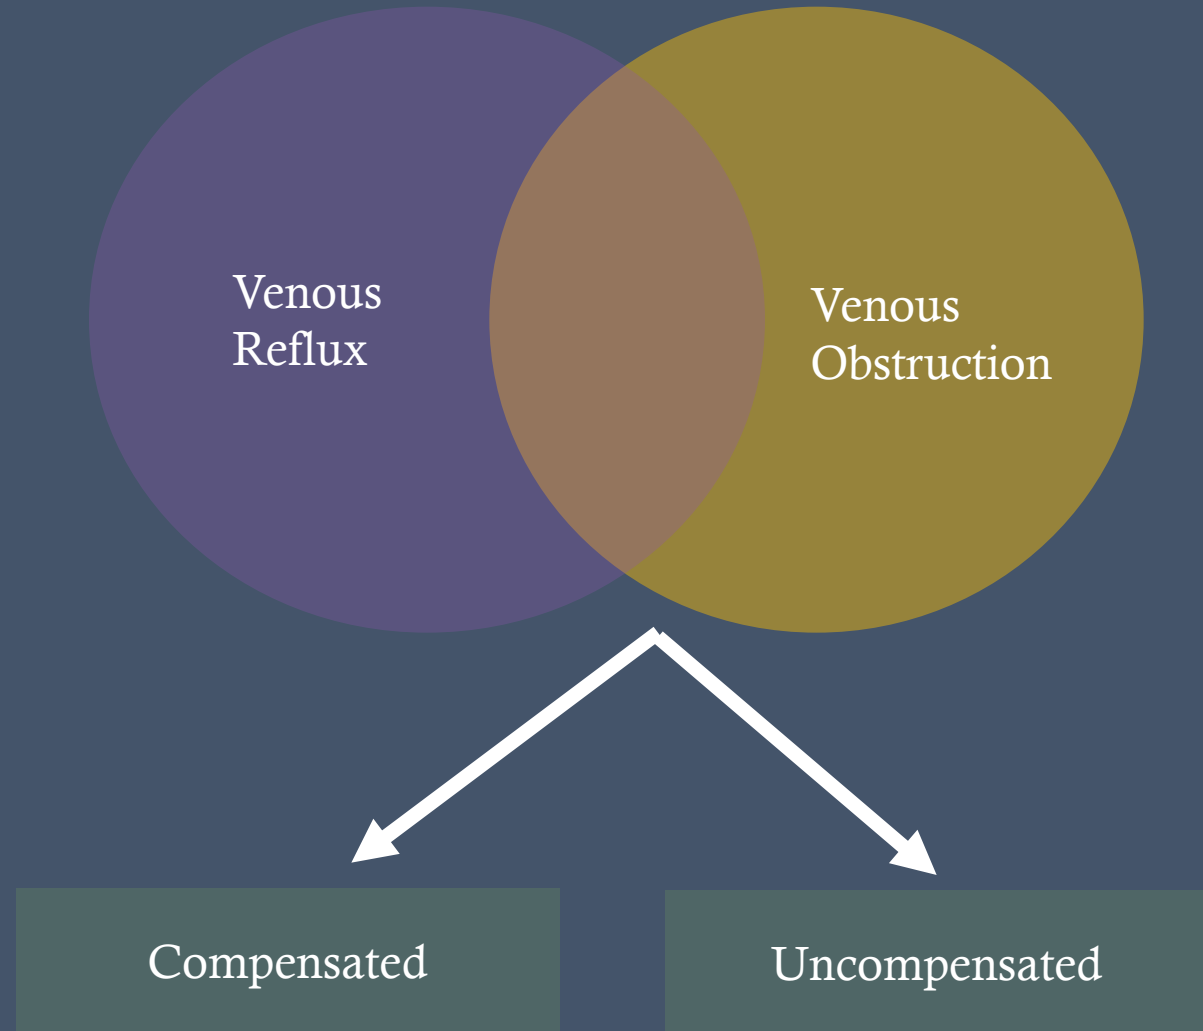 Venous
Reflux
Venous
Obstruction
Compensated
Uncompensated